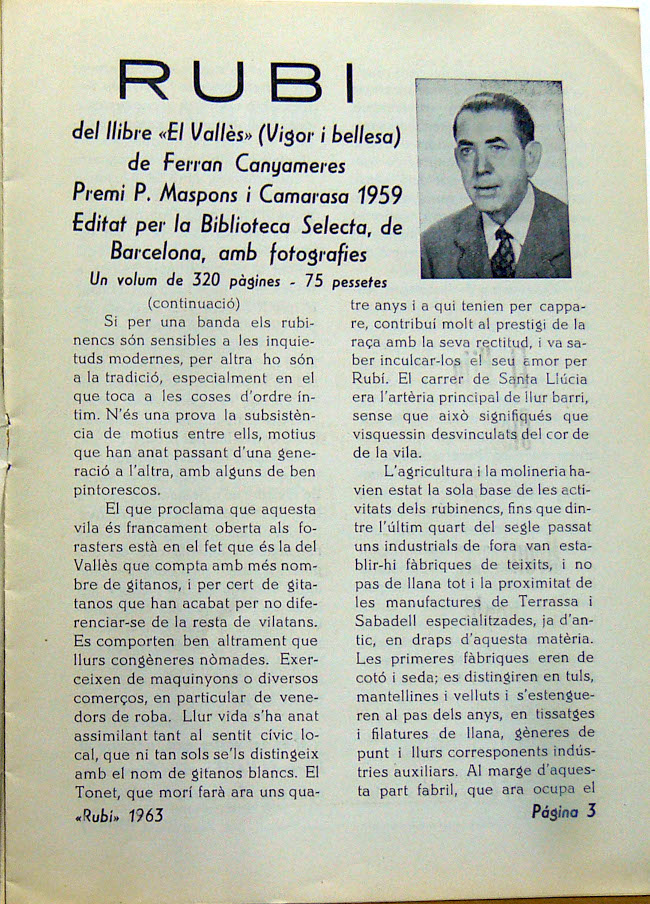 RUBI
del llibre «El Vallès» (Vigor i bellesa)
de Ferran Canyameres
Premi P. Maspons i Camarasa 1959
Editat per la Biblioteca Selecta, de
Barcelona, amb fotografies
Un volum de 320 pàgines - 75 pessetes
(continuació)
Si per una banda els rubi-
nencs són sensibles a les inquie-
tuds modernes, per altra ho són
a la tradició, especialment en el
que toca a les coses d'ordre ín-
tim. N'és una prova la subsistèn-
cia de motius entre ells, motius
que han anat passant d'una gene-
ració a l'altra, amb alguns de ben
pintorescos.
El que proclama que aquesta
vila és francament oberta als fo-
rasters està en el fet que és la del
Vallès que compta amb més nom-
bre de gitanos, i per cert de gita-
tanos que han acabat per no dife-
renciar-se de la resta de vilatans.
Es comporten ben altrament que
llurs congèneres nòmades. Exer-
ceixen de maquinyons o diversos
comerços, en particular de vene-
dors de roba. Llur vida s'ha anat
assimilant tant al sentit cívic lo-
cal, que ni tan sols se'ls distingeix
amb el nom de gitanos blancs. El
Tonet, que morí farà ara uns qua-
tre anys i a qui tenien per cappa-
re, contribuí molt al prestigi de la
raça amb la seva rectitud, i va sa-
ber inculcar-los el seu amor per
Rubí. El carrer de Santa Llúcia
era l'artèria principal de llur barri,
sense que això signifiqués que
visquessin desvinculats del cor de
de la vila.
L'agricultura i la molineria ha-
vien estat la sola base de les acti-
vitats dels rubinencs, fins que din-
tre l'últim quart del segle passat
uns industrials de fora van esta-
blir-hi fàbriques de teixits, i no
pas de llana tot i la proximitat de
les manufactures de Terrassa i
Sabadell especialitzades, ja d'an-
tic, en draps d'aquesta matèria.
Les primeres fàbriques eren de
cotó i seda; es distingiren en tuls,
mantellines i velluts i s'estengue-
ren al pas dels anys, en tissatges
i filatures de llana, gèneres de
punt i llurs corresponents indús-
tries auxiliars. Al marge d'aques-
ta part fabril, que ara ocupa el
«Rubí» 1963
Página 3